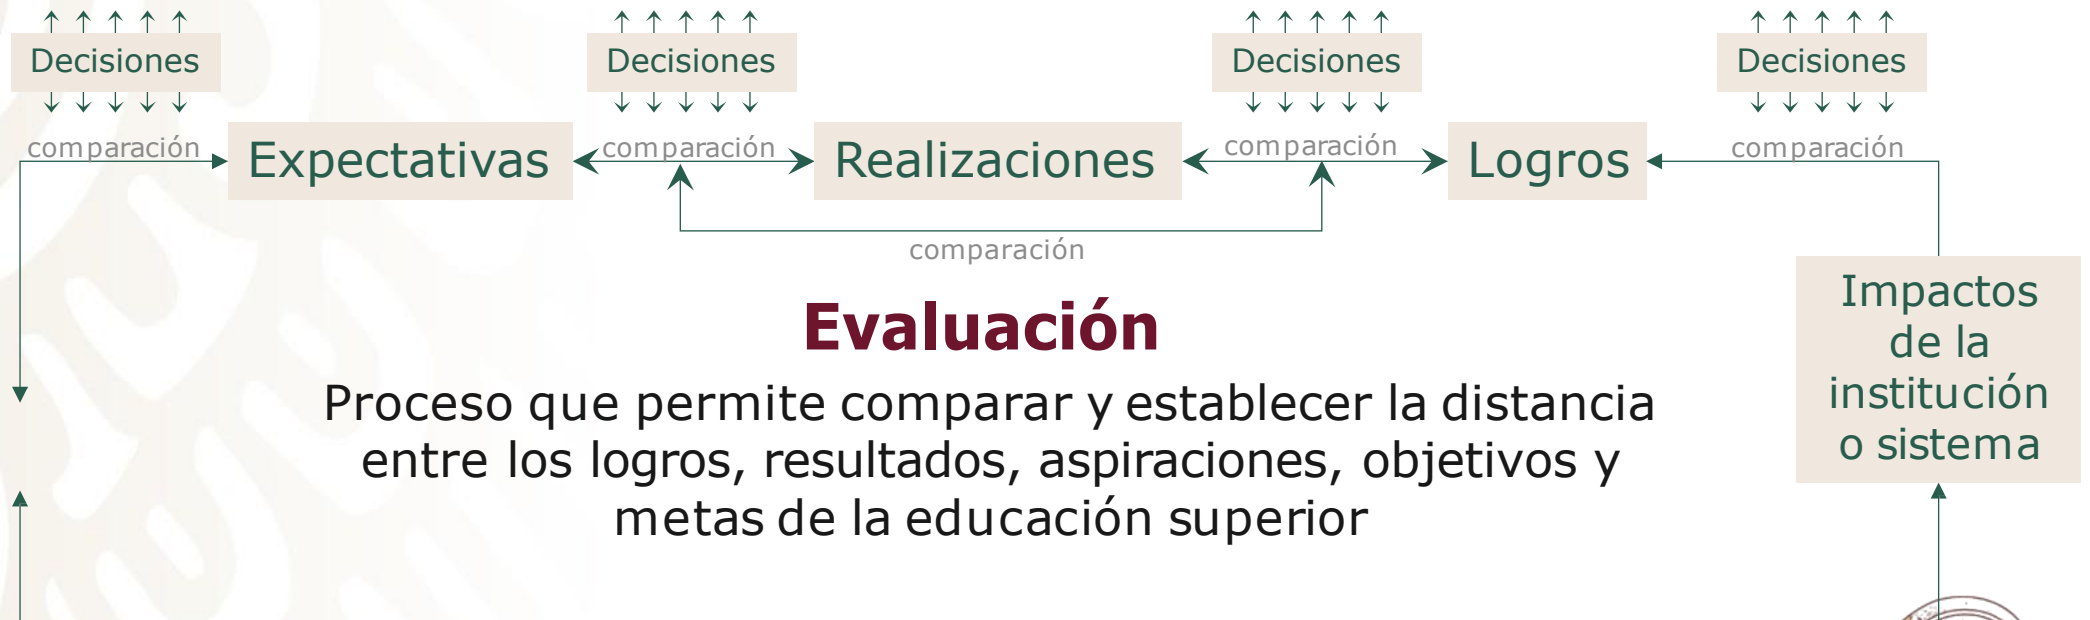 Decisiones
Decisiones
Decisiones
Decisiones
comparación
Expectativas
comparación
Realizaciones
comparación
Logros
comparación
comparación
Evaluación
Proceso que permite comparar y establecer la distancia
entre los logros, resultados, aspiraciones, objetivos y
metas de la educación superior
Impactos
de la
institución
o sistema